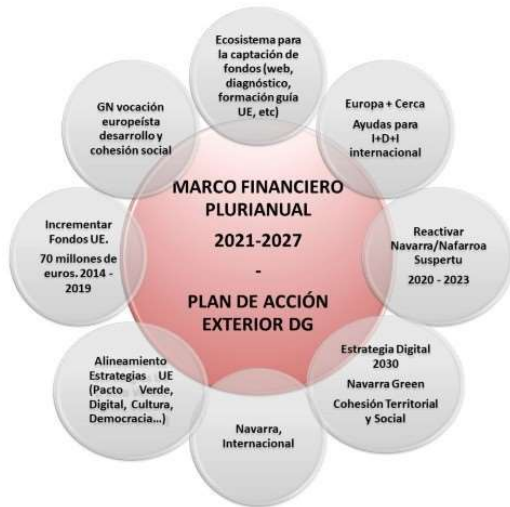 Ecosistema para
la captación de
fondos (web,
diagnóstico,
formación guía
UE, etc)
Europa + Cerca
Ayudas para
I+D+I
internacional
Reactivar
Navarra/Nafarroa
Suspertu
2020 - 2023
Estrategia Digital
2030
Navarra Green
Cohesión Territorial
y Social
Navarra,
Internacional
Alineamiento
Estrategias UE
(Pacto Verde,
Digital, Cultura,
Democracia...)
Incrementar
Fondos UE.
70 millones de
euros. 2014 -
2019
GN vocación
europeísta
desarrollo y
cohesión social
MARCO FINANCIERO
PLURIANUAL
2021-2027
-
PLAN DE ACCIÓN
EXTERIOR DG